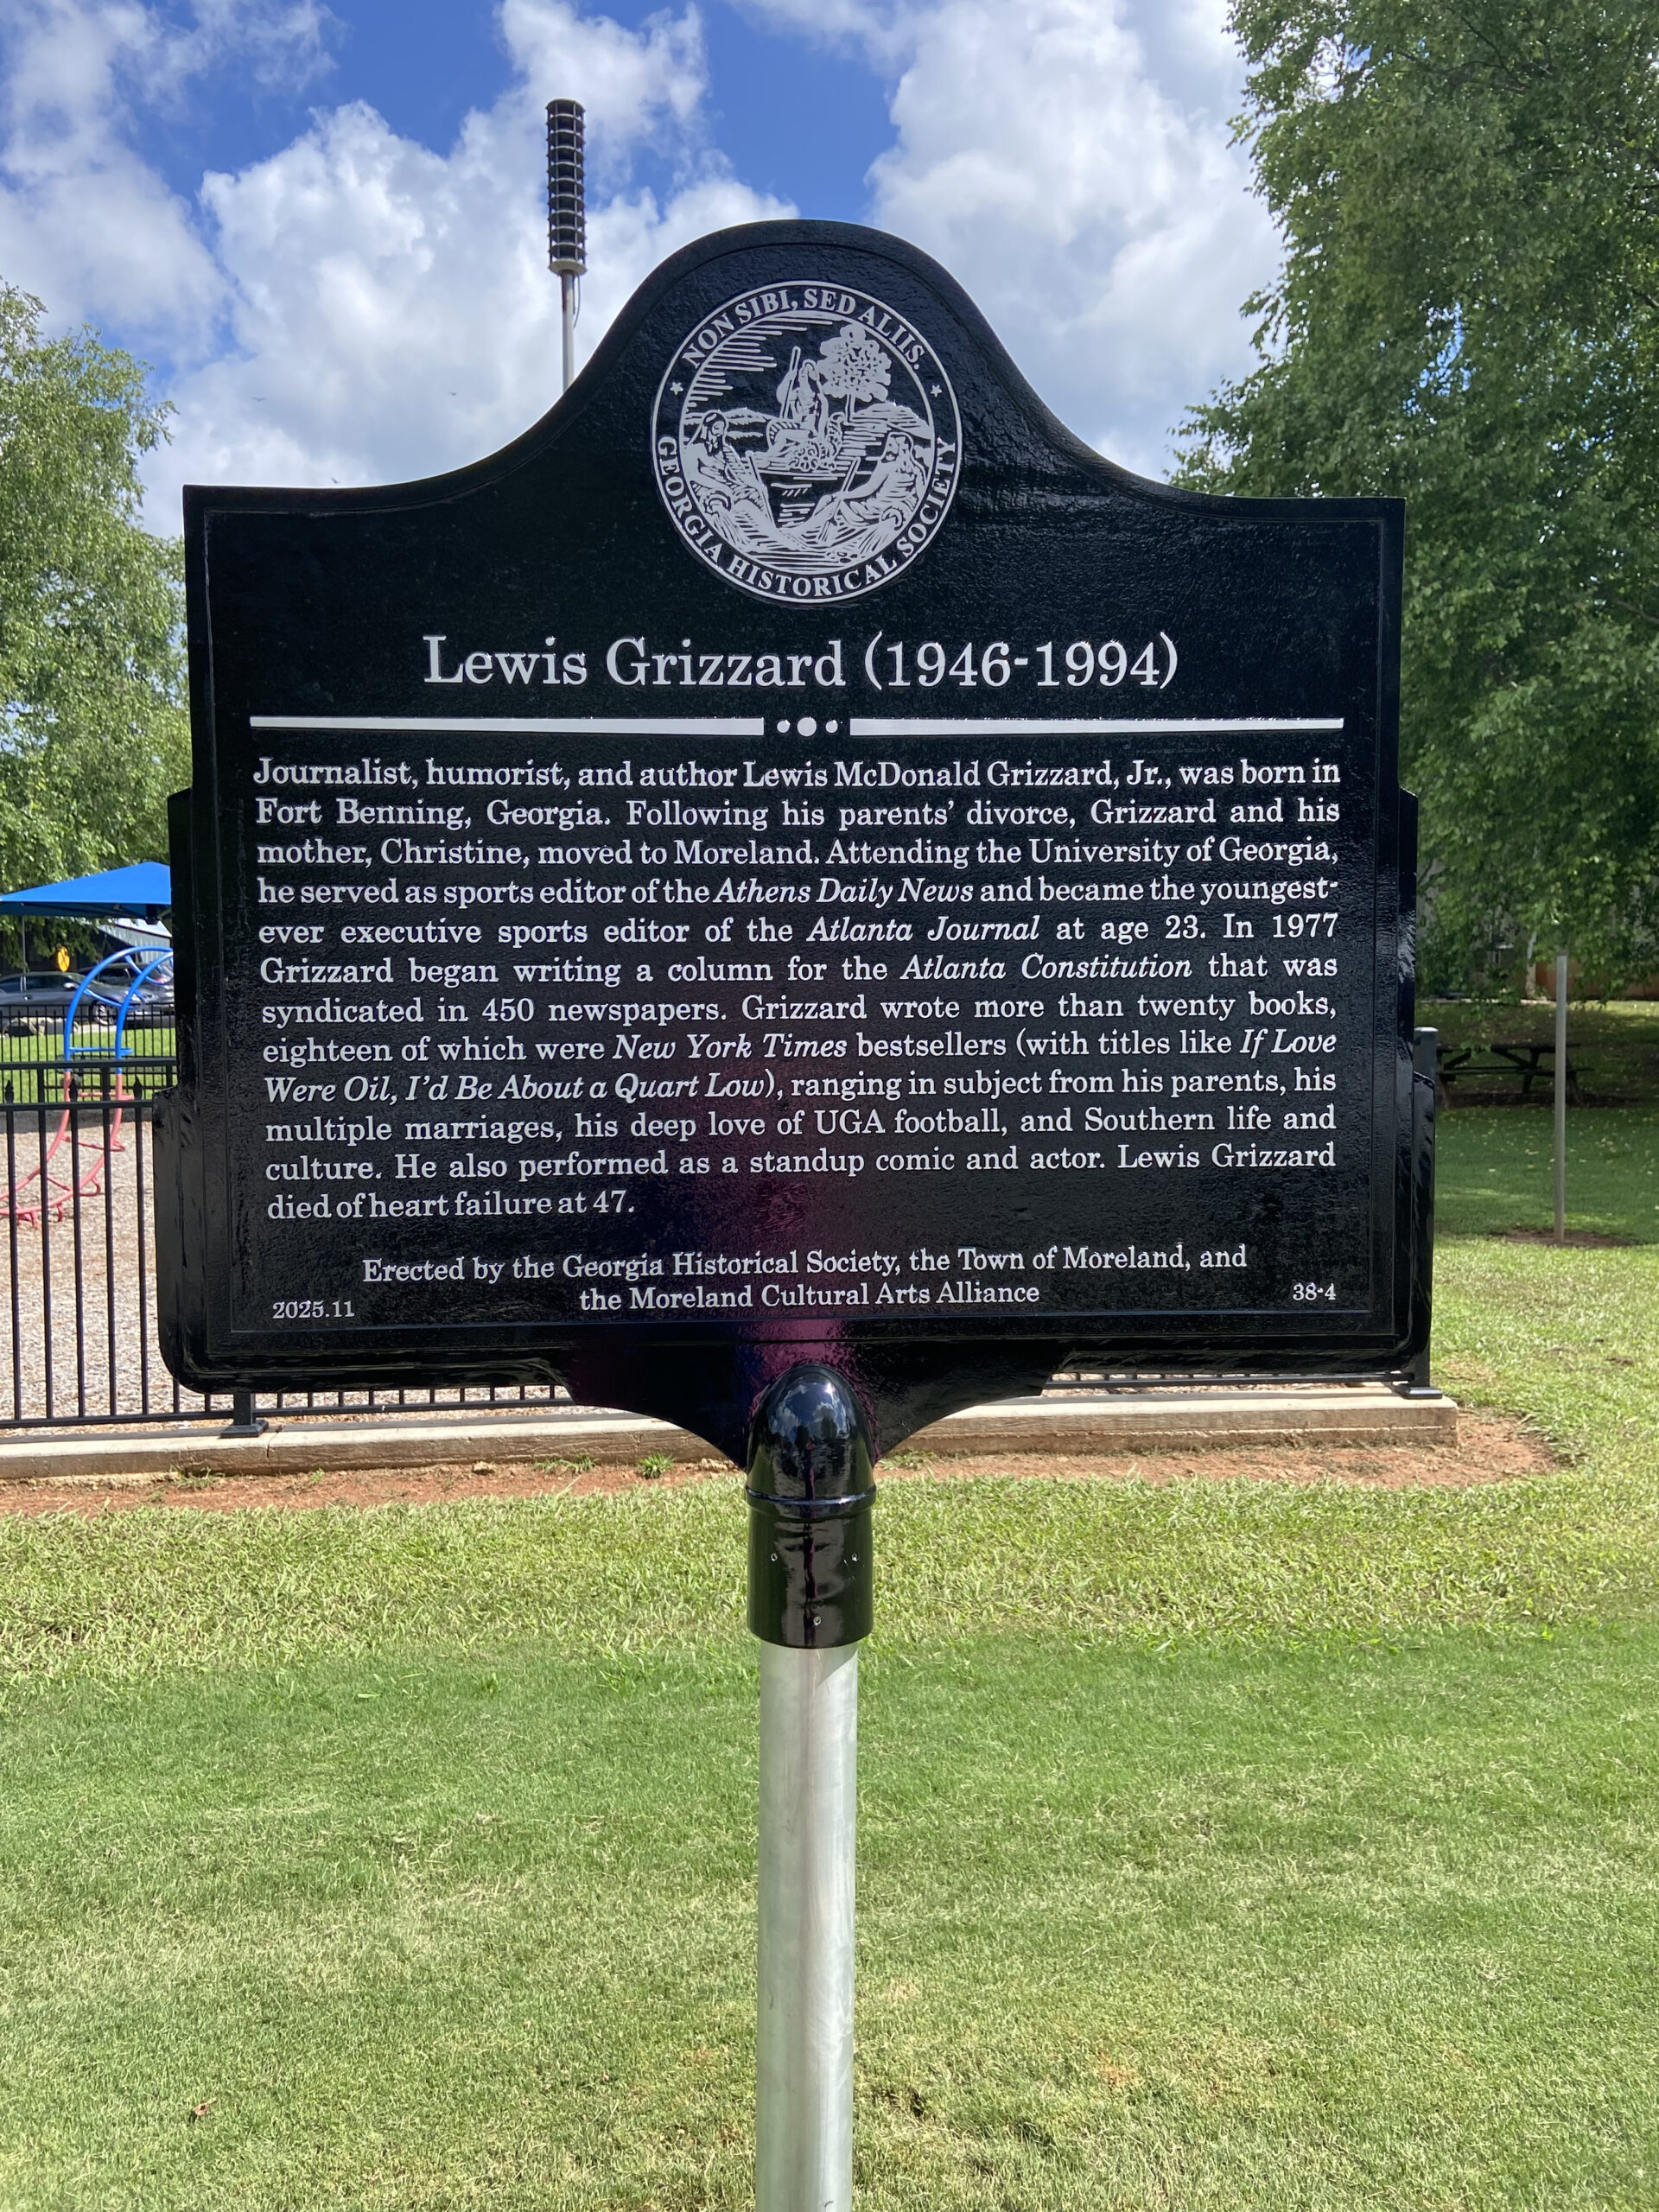 NON SIBI, SED ALIIS.
GEORGIA HISTORICAL SOCIETY
Lewis Grizzard (1946-1994)
Journalist, humorist, and author Lewis McDonald Grizzard, Jr., was born in
Fort Benning, Georgia. Following his parents' divorce, Grizzard and his
mother, Christine, moved to Moreland. Attending the University of Georgia,
he served as sports editor of the Athens Daily News and became the youngest-
ever executive sports editor of the Atlanta Journal at age 23. In 1977
Grizzard began writing a column for the Atlanta Constitution that was
syndicated in 450 newspapers. Grizzard wrote more than twenty books,
eighteen of which were New York Times bestsellers (with titles like If Love
Were Oil, I'd Be About a Quart Low), ranging in subject from his parents, his
multiple marriages, his deep love of UGA football, and Southern life and
culture. He also performed as a standup comic and actor. Lewis Grizzard
died of heart failure at 47.
Erected by the Georgia Historical Society, the Town of Moreland, and
the Moreland Cultural Arts Alliance
2025.11
38-4